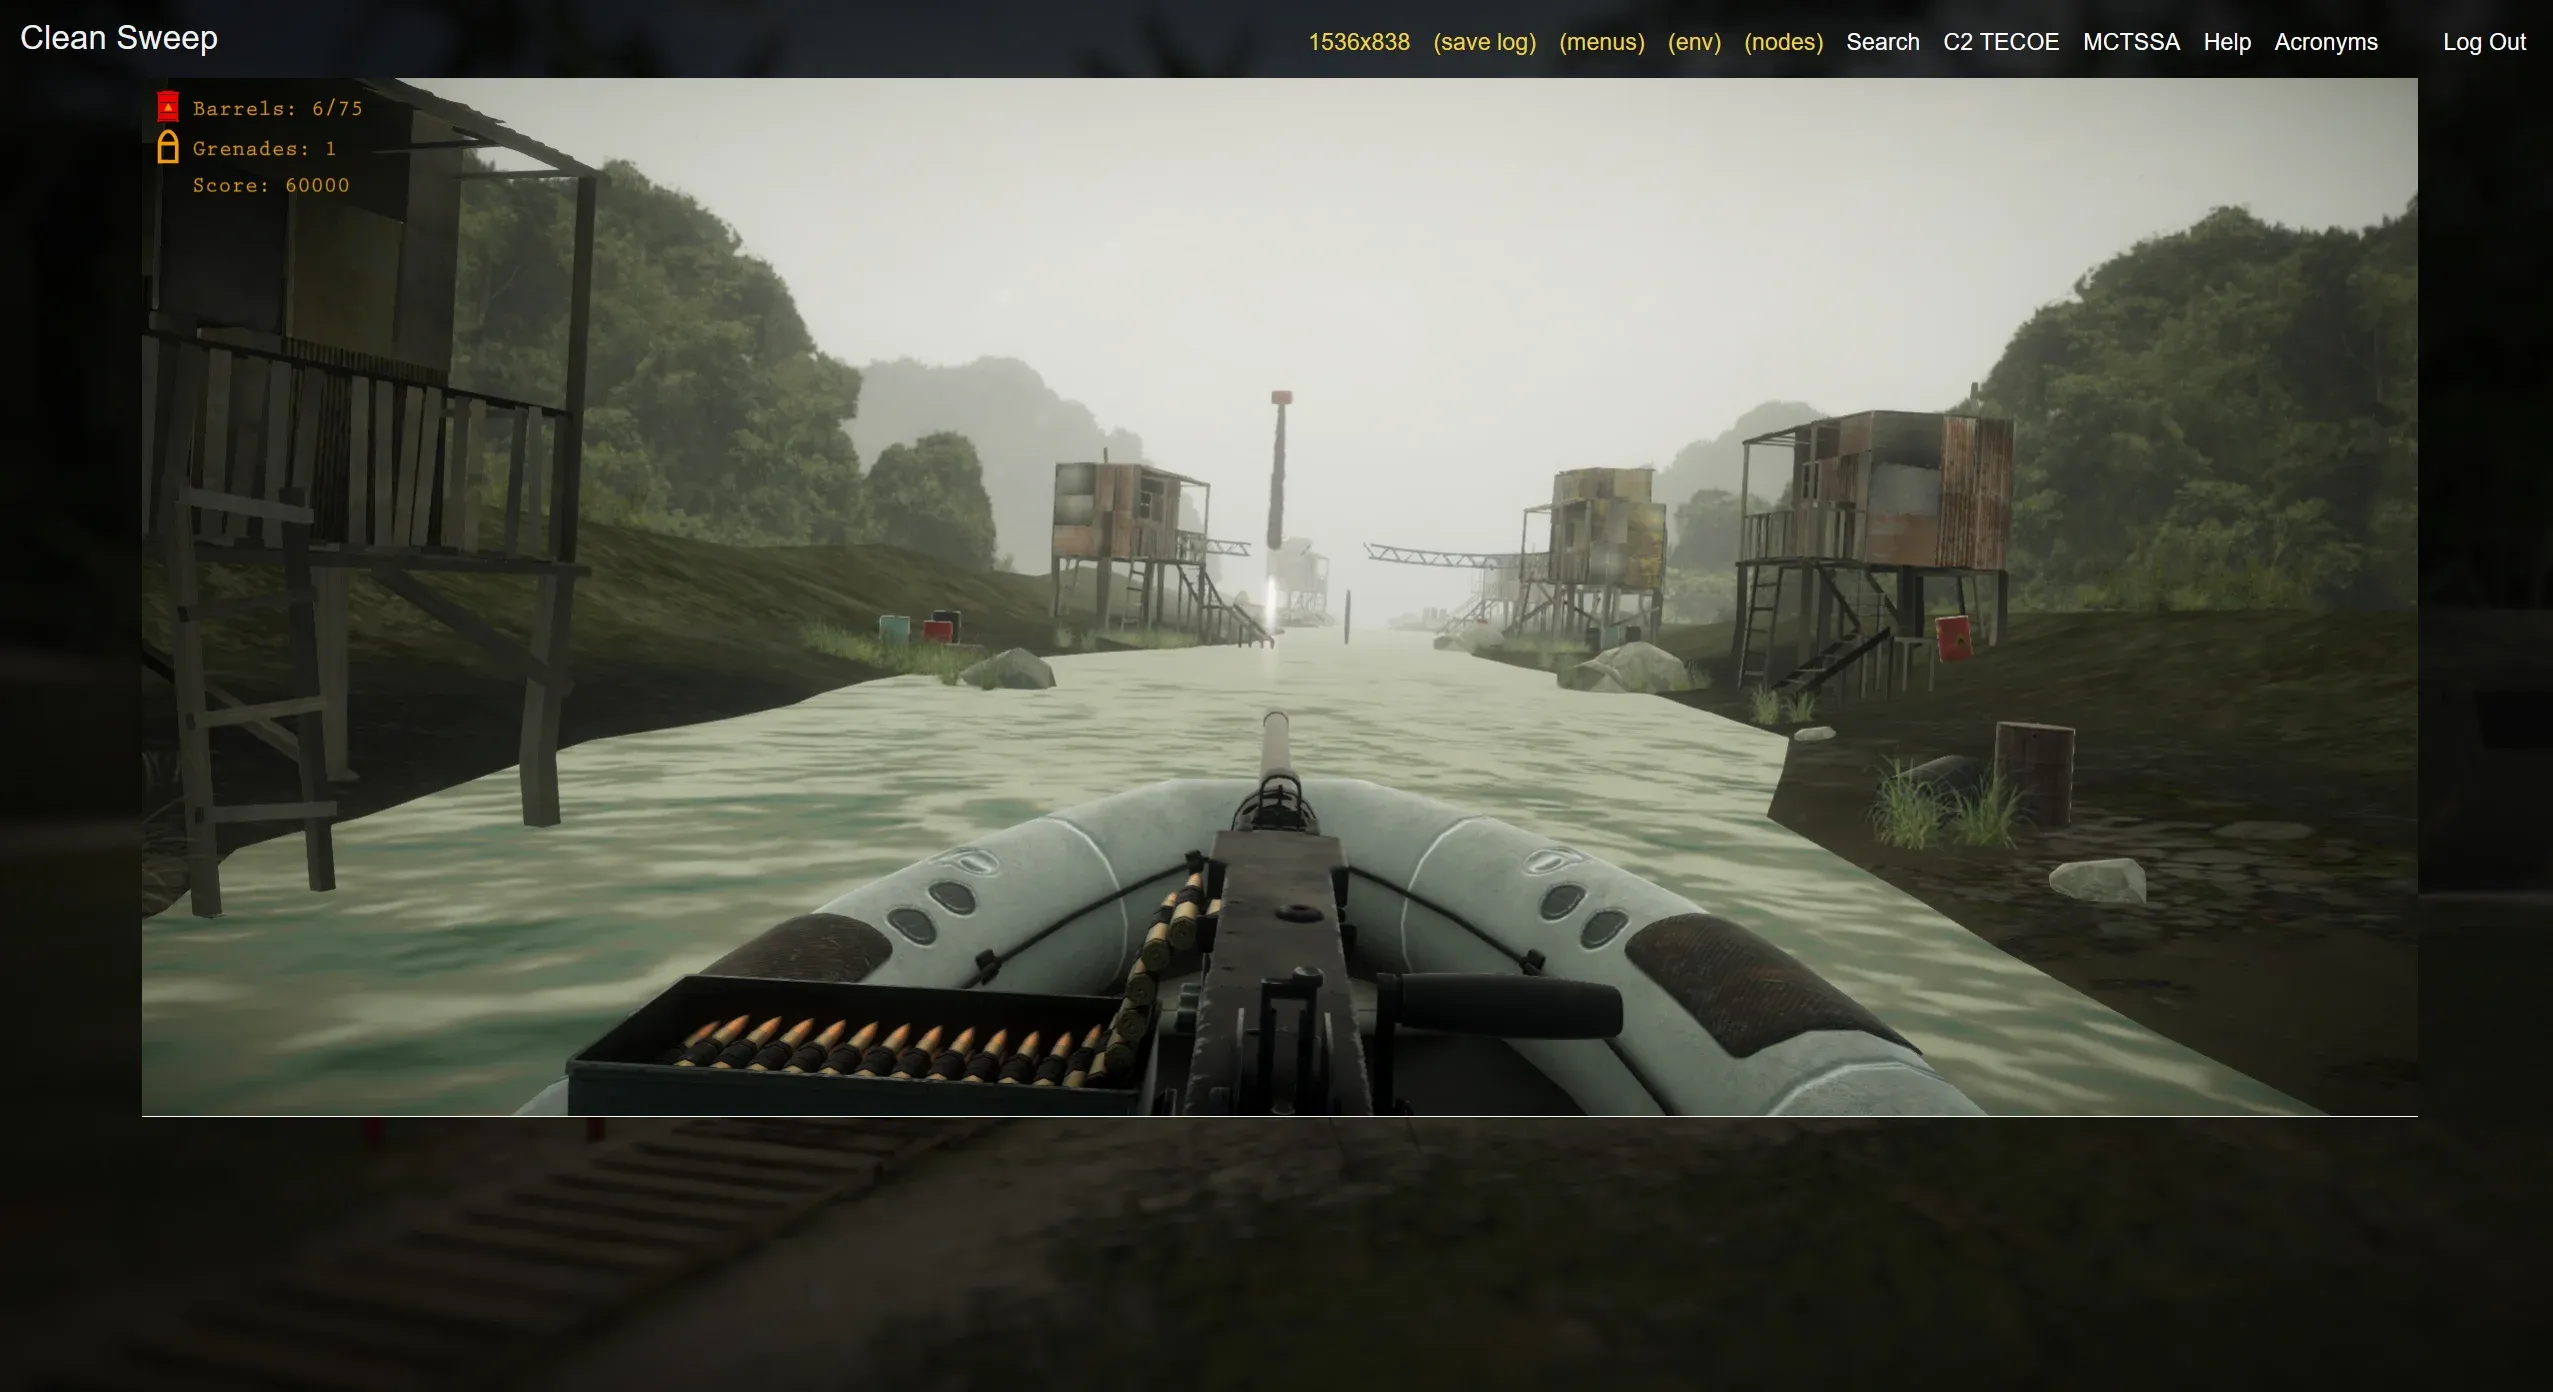 Clean Sweep
1536x838 (save log) (menus) (env) (nodes) Search C2 TECOE MCTSSA Help Acronyms Log Out
Barrels: 6/75
Grenades: 1
Score: 60000